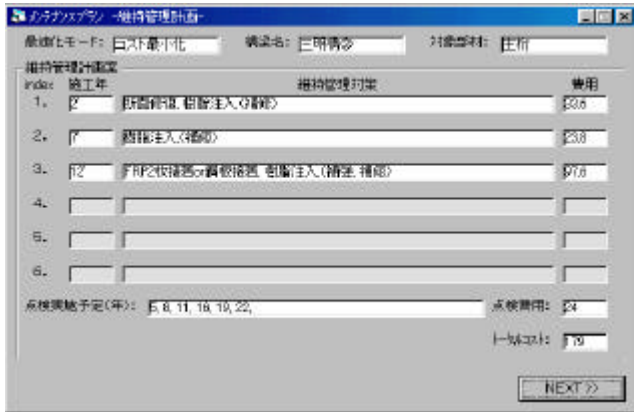 メンテナンスプラン -維持管理計画-
最適化モード: コスト最小化 橋梁名: 対象部材: 主桁
維持管理計画案
index 施工年 維持管理対策 費用
1. 2 断面修復, 樹脂注入(補修) 33.6
2. 7 樹脂注入(補修) 23.8
3. 12 FRP2枚接着or鋼板接着, 樹脂注入(補強, 補修) 97.6
4.
5.
6.
点検実施予定(年): 5, 8, 11, 16, 19, 22, 点検費用: 24
トータルコスト: 179
NEXT>>